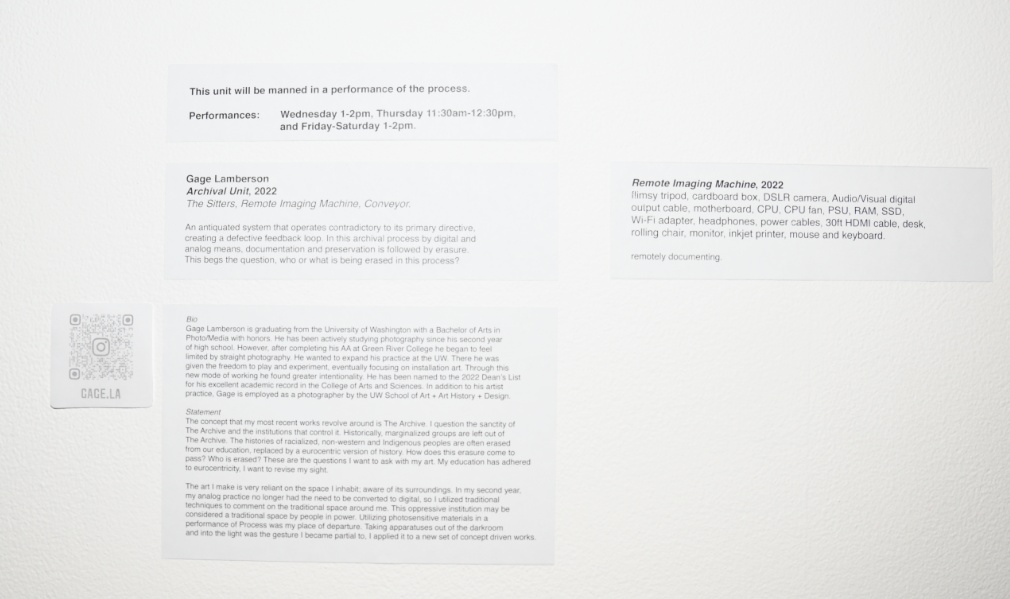 This unit will be manned in a performance of the process.
Performances: Wednesday 1-2pm, Thursday 11:30am-12:30pm,
and Friday-Saturday 1-2pm.
Gage Lamberson
Archival Unit, 2022
The Sitters, Remote Imaging Machine, Conveyor.
An antiquated system that operates contradictory to its primary directive,
creating a defective feedback loop. In this archival process by digital and
analog means, documentation and preservation is followed by erasure.
This begs the question, who or what is being erased in this process?
Remote Imaging Machine, 2022
flimsy tripod, cardboard box, DSLR camera, Audio/Visual digital
output cable, motherboard, CPU, CPU fan, PSU, RAM, SSD,
Wi-Fi adapter, headphones, power cables, 30ft HDMI cable, desk,
rolling chair, monitor, inkjet printer, mouse and keyboard.
remotely documenting.
GAGE.LA
Bio
Gage Lamberson is graduating from the University of Washington with a Bachelor of Arts in
Photo/Media with honors. He has been actively studying photography since his second year
of high school. However, after completing his AA at Green River College he began to feel
limited by straight photography. He wanted to expand his practice at the UW. There he was
given the freedom to play and experiment, eventually focusing on installation art. Through this
new mode of working he found greater intentionality. He has been named to the 2022 Dean's List
for his excellent academic record in the College of Arts and Sciences. In addition to his artist
practice, Gage is employed as a photographer by the UW School of Art + Art History + Design.
Statement
The concept that my most recent works revolve around is The Archive. I question the sanctity of
The Archive and the institutions that control it. Historically, marginalized groups are left out of
The Archive. The histories of racialized, non-western and Indigenous peoples are often erased
from our education, replaced by a eurocentric version of history. How does this erasure come to
pass? Who is erased? These are the questions I want to ask with my art. My education has adhered
to eurocentricity, I want to revise my sight.
The art I make is very reliant on the space I inhabit; aware of its surroundings. In my second year,
my analog practice no longer had the need to be converted to digital, so I utilized traditional
techniques to comment on the traditional space around me. This oppressive institution may be
considered a traditional space by people in power. Utilizing photosensitive materials in a
performance of Process was my place of departure. Taking apparatuses out of the darkroom
and into the light was the gesture I became partial to, I applied it to a new set of concept driven works.